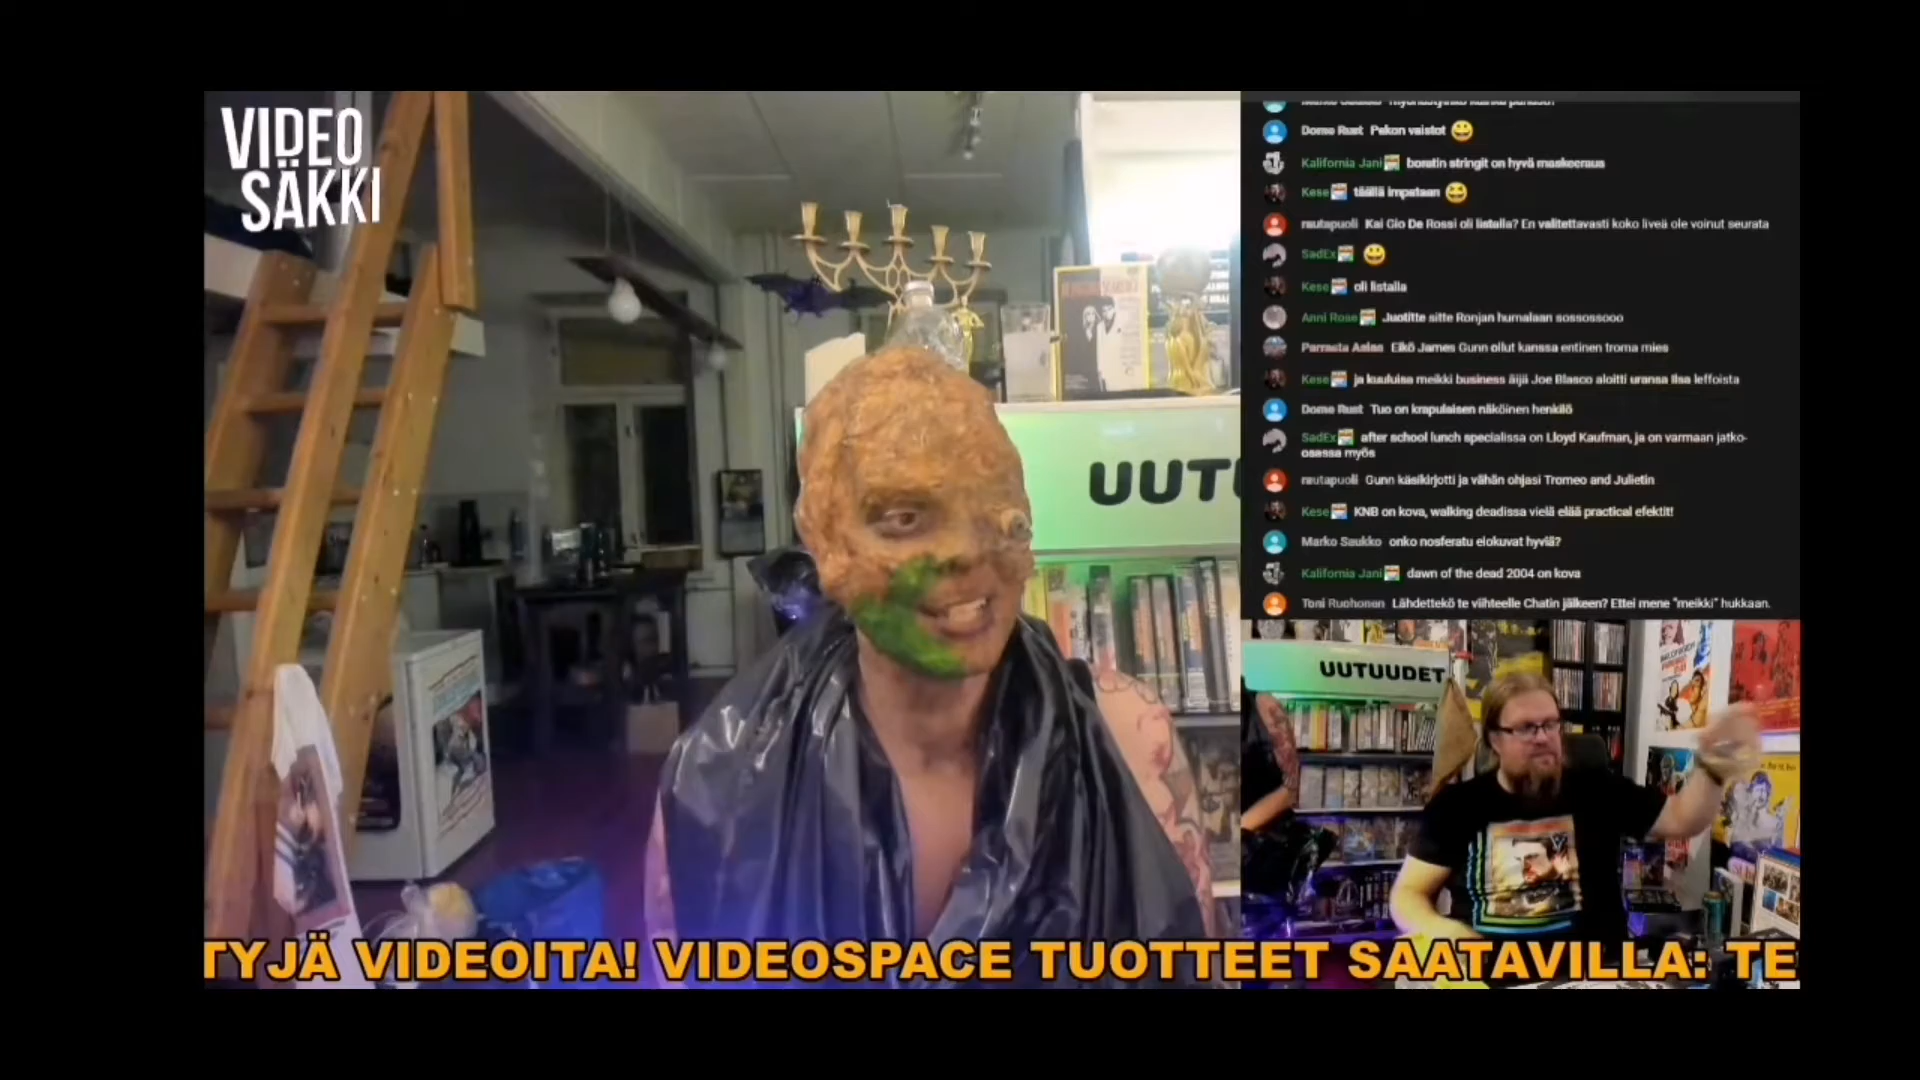 VIDEO
SÄKKI
Dome Rust Pekon vaistot
Kalifornia Jani boratin stringit on hyvä maskeeraus
Kese täällä impataan
rautapuoli Kai Gio De Rossi oli listalla? En valitettavasti koko liveä ole voinut seurata
SadEx
Kese oli listalla
Anni Rose Juotitte sitte Ronjan humalaan sossossooo
Parrasta Asiaa Eikö James Gunn ollut kanssa entinen troma mies
Kese ja kuuluisa meikki business äijä Joe Blasco aloitti uransa Ilsa leffoista
Dome Rust Tuo on krapulaisen näköinen henkilö
SadEx after school lunch specialissa on Lloyd Kaufman, ja on varmaan jatko-
osassa myös
rautapuoli Gunn käsikirjotti ja vähän ohjasi Tromeo and Julietin
Kese KNB on kova, walking deadissa vielä elää practical efektit!
Marko Saukko onko nosferatu elokuvat hyviä?
Kalifornia Jani dawn of the dead 2004 on kova
Toni Ruohonen Lähdettekö te viihteelle Chatin jälkeen? Ettei mene "meikki" hukkaan.
UUTU
UUTUUDET
TYJÄ VIDEOITA! VIDEOSPACE TUOTTEET SAATAVILLA: TE